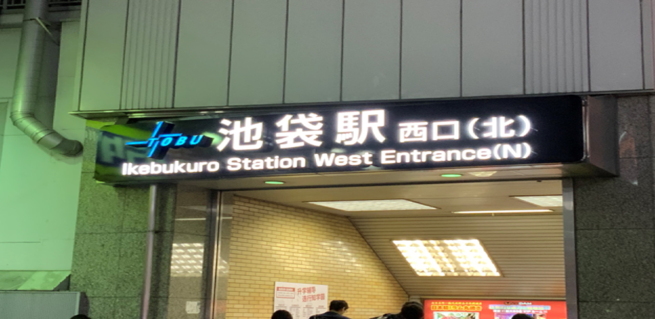 TOBU 池袋駅 西口(北)
Ikebukuro Station West Entrance(N)